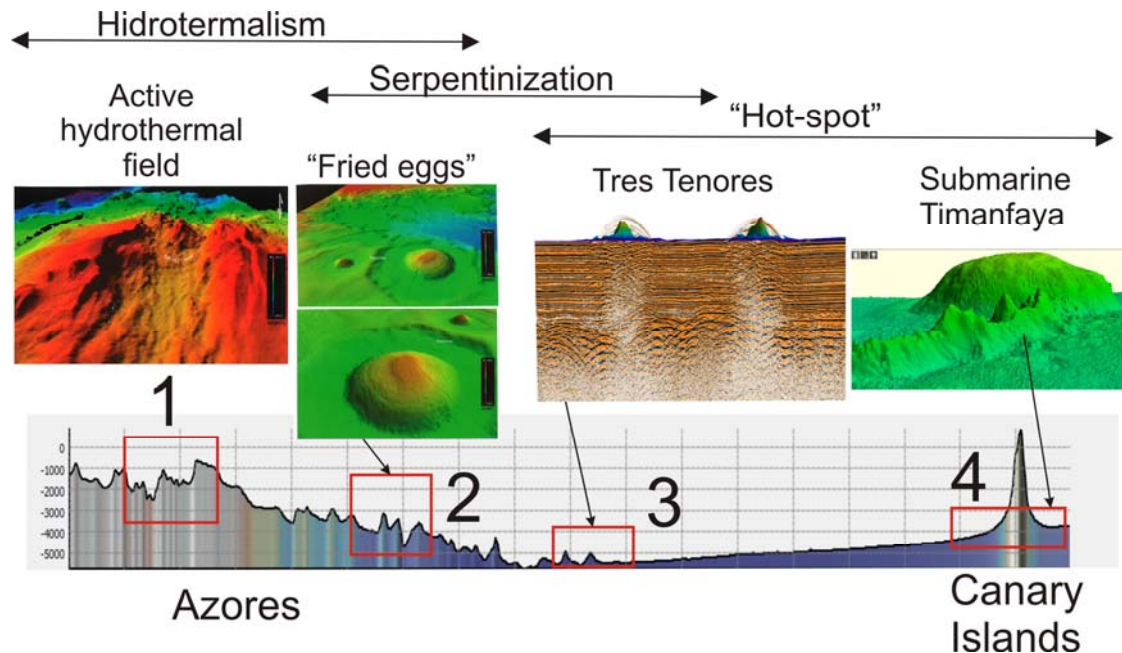 Hidrotermalism
Serpentinization
“Hot-spot”
Active
hydrothermal
field
“Fried eggs”
Tres Tenores
Submarine
Timanfaya
1
2
3
4
0
-1000
-2000
-3000
-4000
-5000
Azores
Canary
Islands